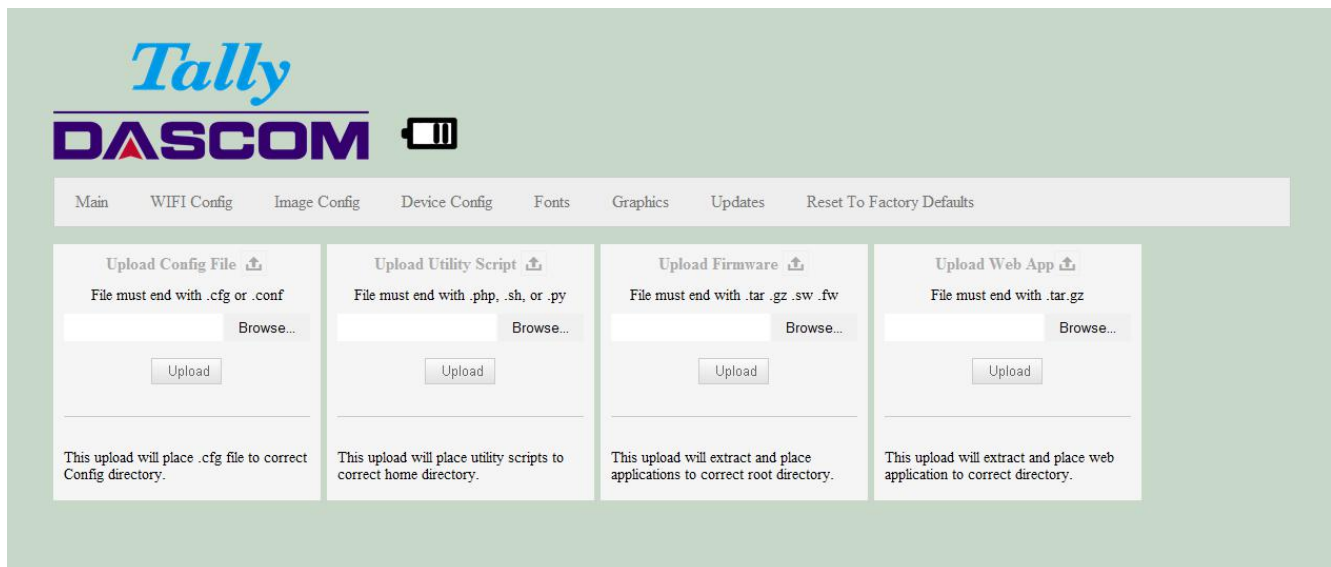 Tally
DASCOM
Main WIFI Config Image Config Device Config Fonts Graphics Updates Reset To Factory Defaults
Upload Config File
File must end with .cfg or .conf
Browse...
Upload
This upload will place .cfg file to correct
Config directory.
Upload Utility Script
File must end with .php, .sh, or .py
Browse...
Upload
This upload will place utility scripts to
correct home directory.
Upload Firmware
File must end with .tar .gz .sw .fw
Browse...
Upload
This upload will extract and place
applications to correct root directory.
Upload Web App
File must end with .tar.gz
Browse...
Upload
This upload will extract and place web
application to correct directory.